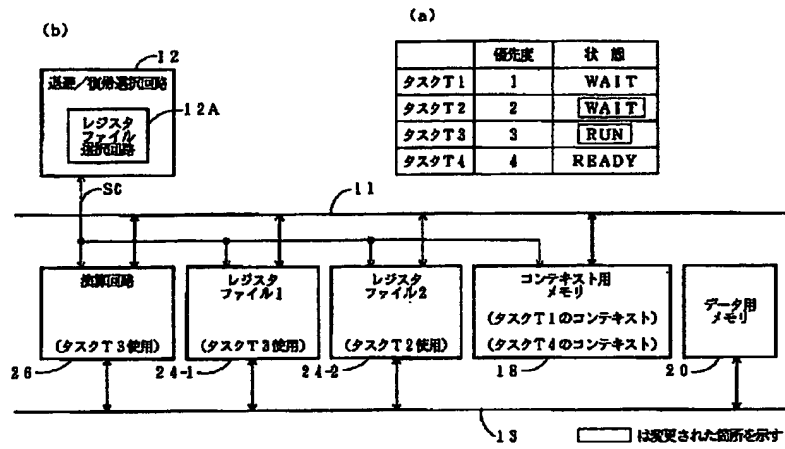 (b)
(a)
優先度 状態
タスクT1 1 WAIT
タスクT2 2 WAIT
タスクT3 3 RUN
タスクT4 4 READY
12
退避/復帰選択回路
12A
レジスタ
ファイル
選択回路
SC
11
演算回路
(タスクT3使用)
26
レジスタ
ファイル1
(タスクT3使用)
24-1
レジスタ
ファイル2
(タスクT2使用)
24-2
コンテキスト用
メモリ
(タスクT1のコンテキスト)
(タスクT4のコンテキスト)
18
データ用
メモリ
20
13
は変更された箇所を示す